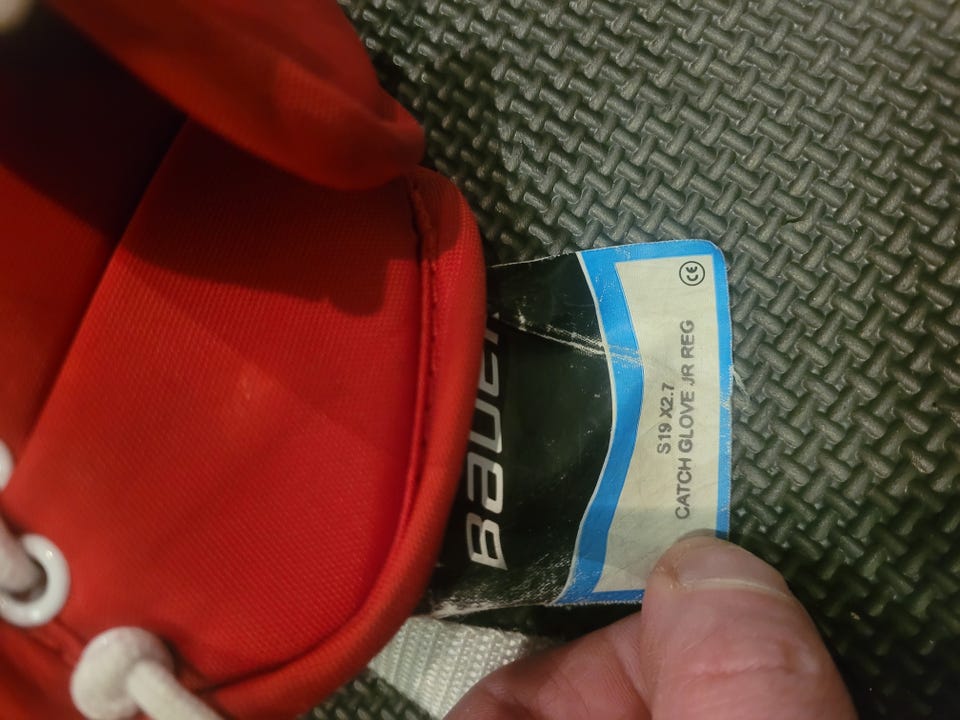 BAUER
S19 X2.7
CATCH GLOVE JR REG
CE